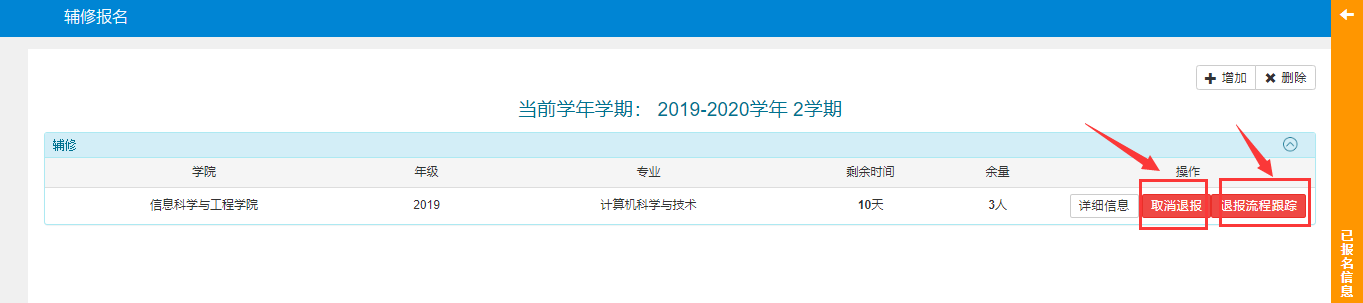 辅修报名
增加 删除
当前学年学期： 2019-2020学年 2学期
辅修
学院 年级 专业 剩余时间 余量 操作
信息科学与工程学院 2019 计算机科学与技术 10天 3人 详细信息 取消退报 退报流程跟踪
已报名信息